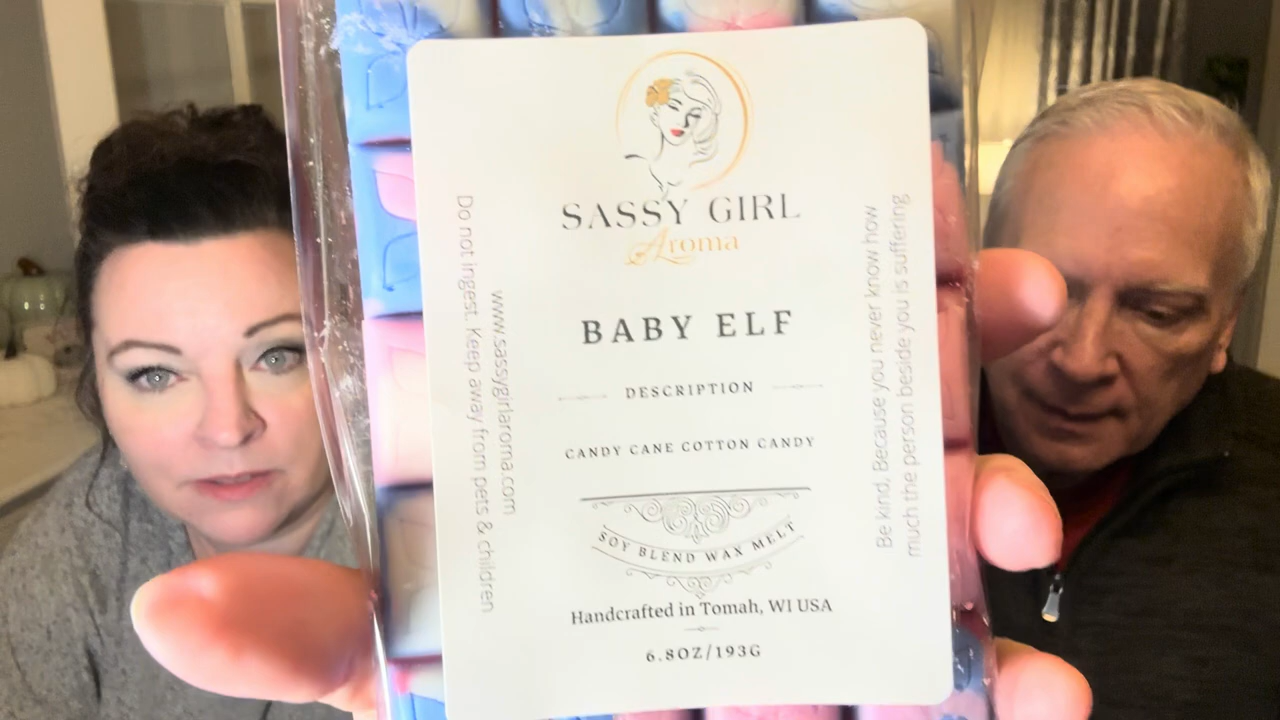 SASSY GIRL
Aroma
BABY ELF
DESCRIPTION
CANDY CANE COTTON CANDY
SOY BLEND WAX MELT
Handcrafted in Tomah, WI USA
6.8OZ/193G
www.sassygirlaroma.com
Do not ingest. Keep away from pets & children
Be kind, Because you never know how
much the person beside you is suffering